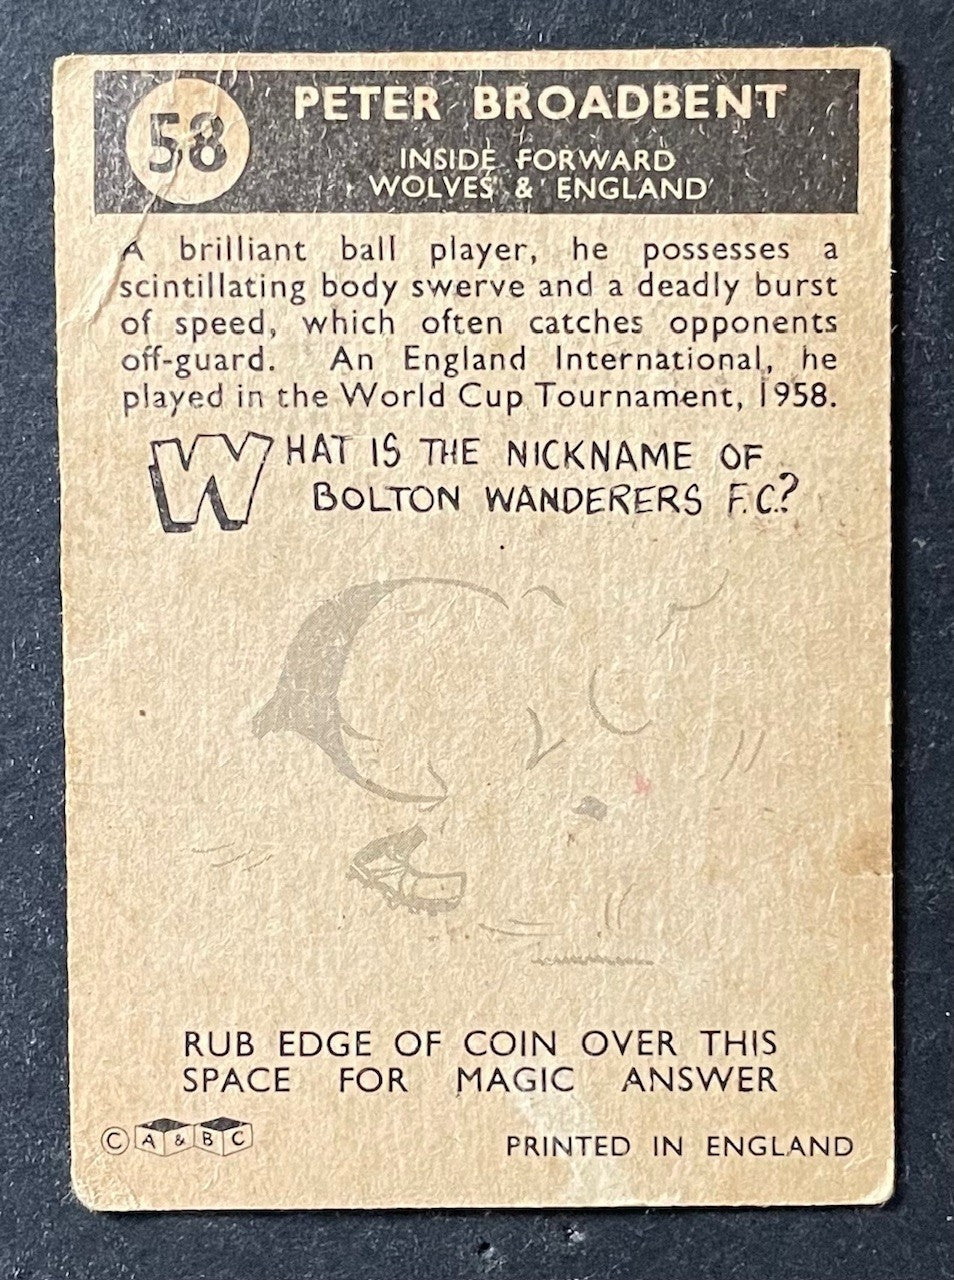 58
PETER BROADBENT
INSIDE FORWARD
WOLVES & ENGLAND
A brilliant ball player, he possesses a
scintillating body swerve and a deadly burst
of speed, which often catches opponents
off-guard. An England International, he
played in the World Cup Tournament, 1958.
WHAT IS THE NICKNAME OF
BOLTON WANDERERS F.C.?
RUB EDGE OF COIN OVER THIS
SPACE FOR MAGIC ANSWER
© A & B C
PRINTED IN ENGLAND